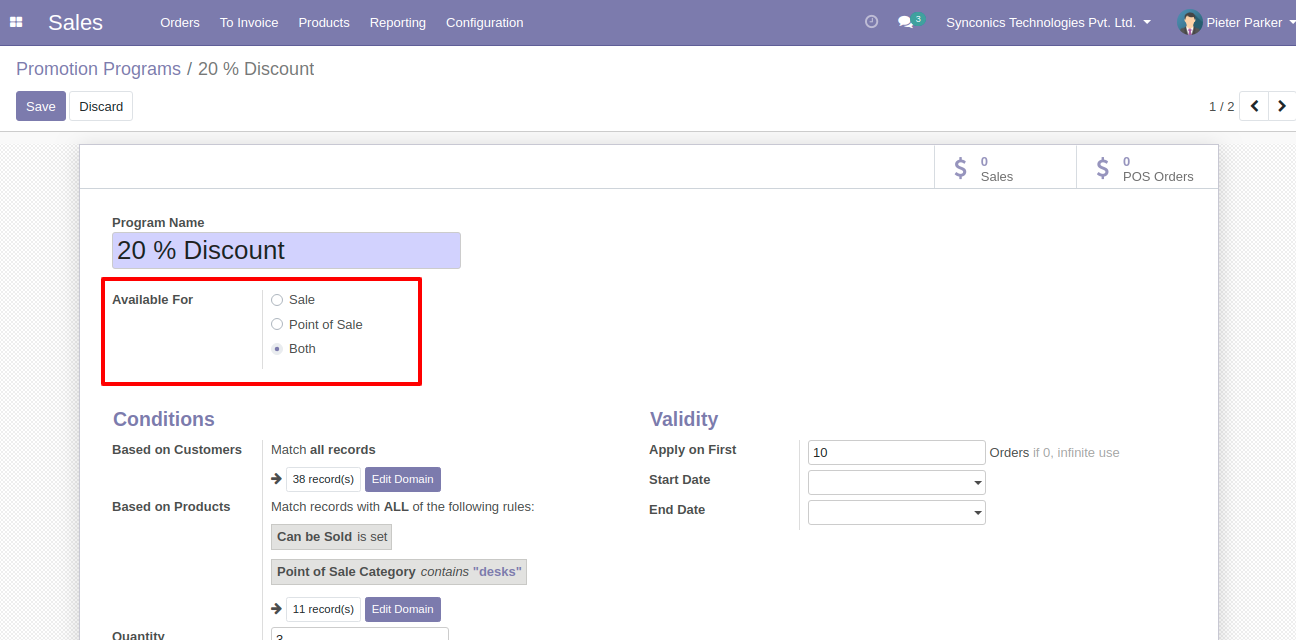 Sales Orders To Invoice Products Reporting Configuration 3 Synconics Technologies Pvt. Ltd. Pieter Parker
Promotion Programs / 20 % Discount
Save Discard 1 / 2
$ 0 $ 0
Sales POS Orders
Program Name
20 % Discount
Available For Sale
Point of Sale
Both
Conditions Validity
Based on Customers Match all records Apply on First 10 Orders if 0, infinite use
38 record(s) Edit Domain Start Date
Based on Products Match records with ALL of the following rules: End Date
Can be Sold is set
Point of Sale Category contains "desks"
11 record(s) Edit Domain
Quantity 3